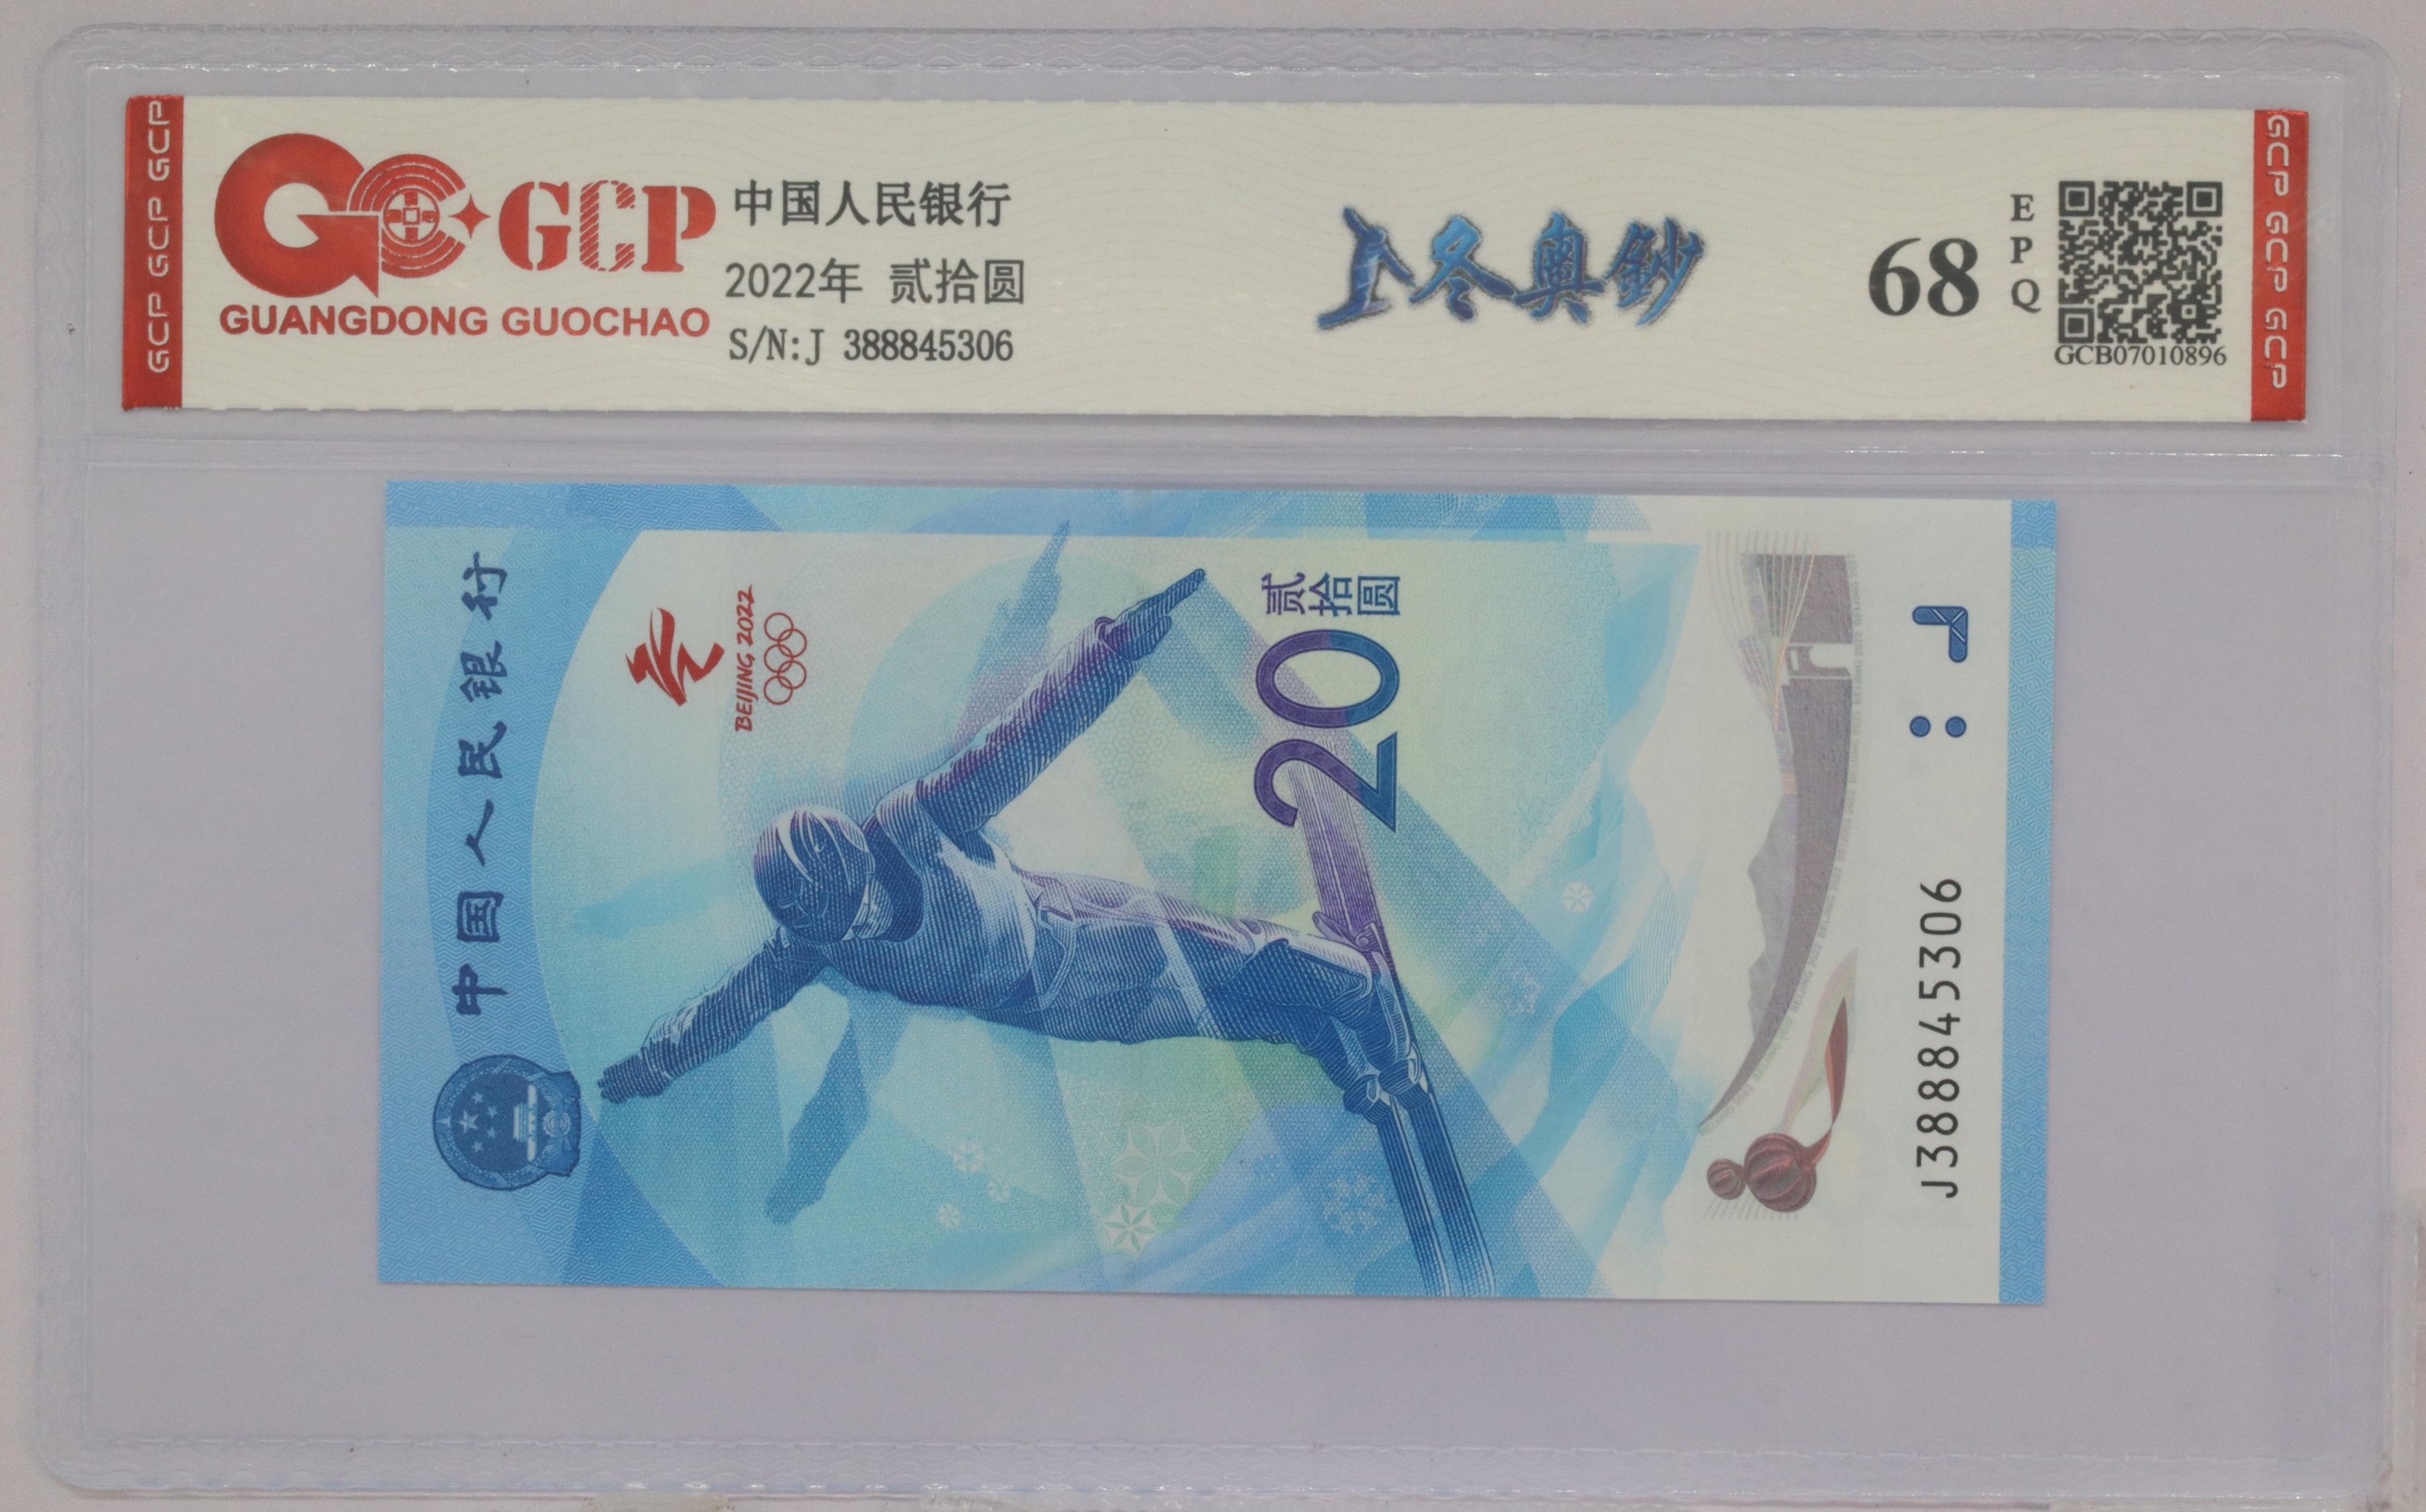 GCP GCP GCP
GCP
GUANGDONG GUOCHAO
中国人民银行
2022年 贰拾圆
S/N:J 388845306
冬奥鈔
68
EPQ
GCB07010896
GCP GCP GCP
中国人民银行
BEIJING 2022
贰拾圆
20
J388845306